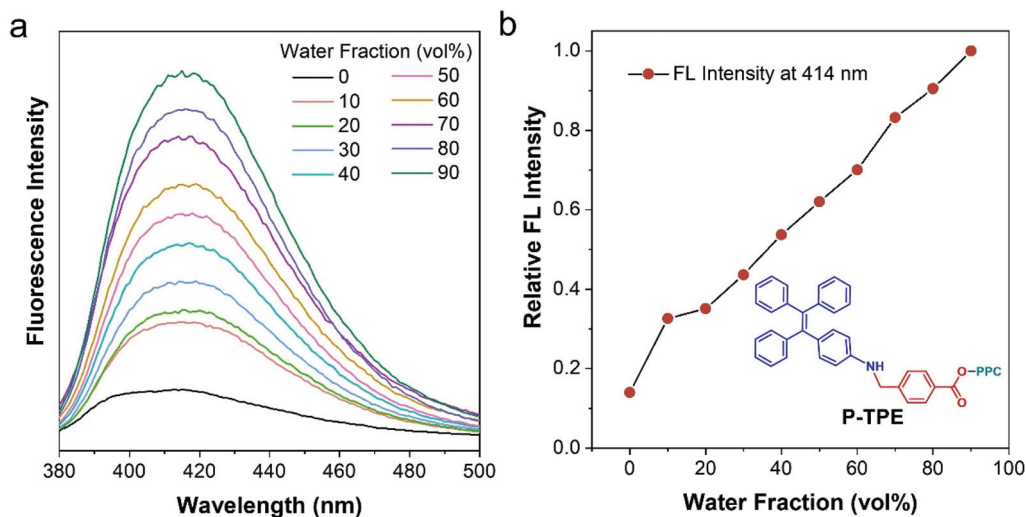 a
Water Fraction (vol%)
0
50
10
60
20
70
30
80
40
90
Fluorescence Intensity
380
400
420
440
460
480
500
Wavelength (nm)
b
FL Intensity at 414 nm
Relative FL Intensity
1.0
0.8
0.6
0.4
0.2
0.0
NH
O-PPC
O
P-TPE
0
20
40
60
80
100
Water Fraction (vol%)